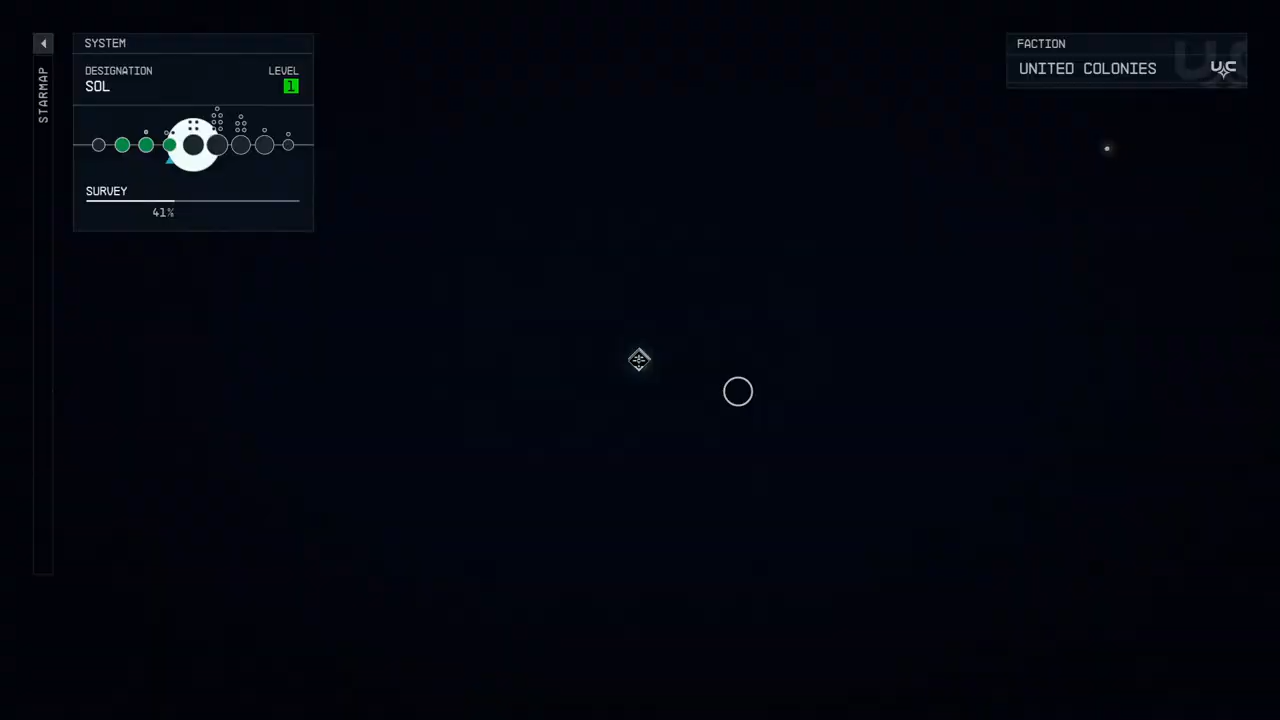 SYSTEM
DESIGNATION
LEVEL
SOL
1
SURVEY
41%
STARMAP
FACTION
UNITED COLONIES
UC